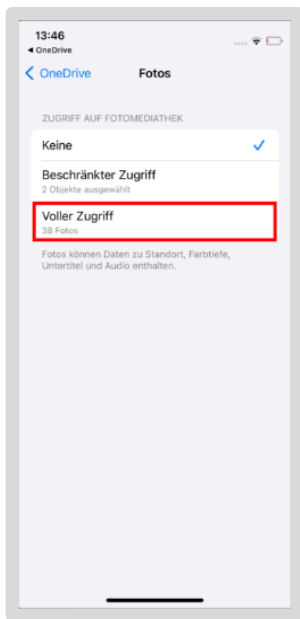 13:46
◀ OneDrive
OneDrive
Fotos
ZUGRIFF AUF FOTOMEDIATHEK
Keine
Beschränkter Zugriff
2 Objekte ausgewählt
Voller Zugriff
38 Fotos
Fotos können Daten zu Standort, Farbtiefe,
Untertitel und Audio enthalten.